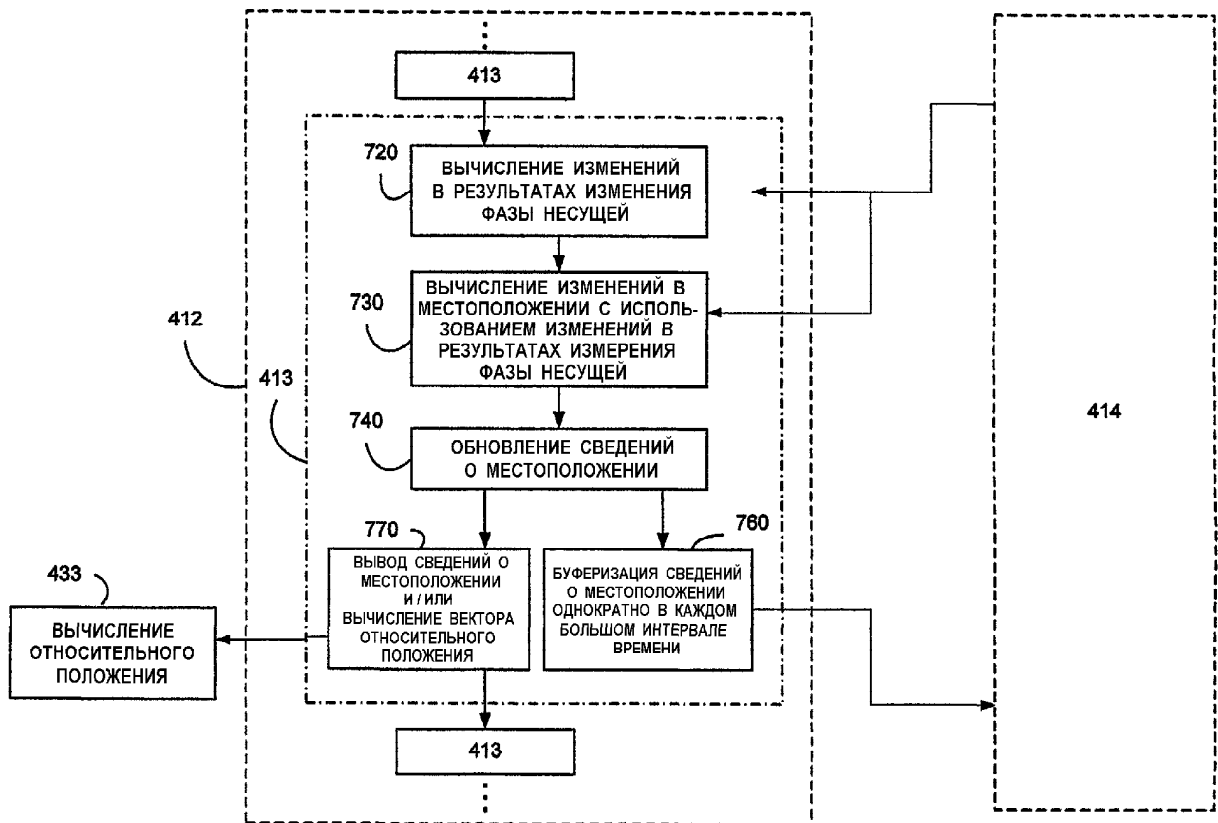 413
720
ВЫЧИСЛЕНИЕ ИЗМЕНЕНИЙ
В РЕЗУЛЬТАТАХ ИЗМЕНЕНИЯ
ФАЗЫ НЕСУЩЕЙ
730
ВЫЧИСЛЕНИЕ ИЗМЕНЕНИЙ В
МЕСТОПОЛОЖЕНИИ С ИСПОЛЬ-
ЗОВАНИЕМ ИЗМЕНЕНИЙ В
РЕЗУЛЬТАТАХ ИЗМЕРЕНИЯ
ФАЗЫ НЕСУЩЕЙ
412
413
414
740
ОБНОВЛЕНИЕ СВЕДЕНИЙ
О МЕСТОПОЛОЖЕНИИ
770
ВЫВОД СВЕДЕНИЙ О
МЕСТОПОЛОЖЕНИИ
И / ИЛИ
ВЫЧИСЛЕНИЕ ВЕКТОРА
ОТНОСИТЕЛЬНОГО
ПОЛОЖЕНИЯ
760
БУФЕРИЗАЦИЯ СВЕДЕНИЙ
О МЕСТОПОЛОЖЕНИИ
ОДНОКРАТНО В КАЖДОМ
БОЛЬШОМ ИНТЕРВАЛЕ
ВРЕМЕНИ
433
ВЫЧИСЛЕНИЕ
ОТНОСИТЕЛЬНОГО
ПОЛОЖЕНИЯ
413